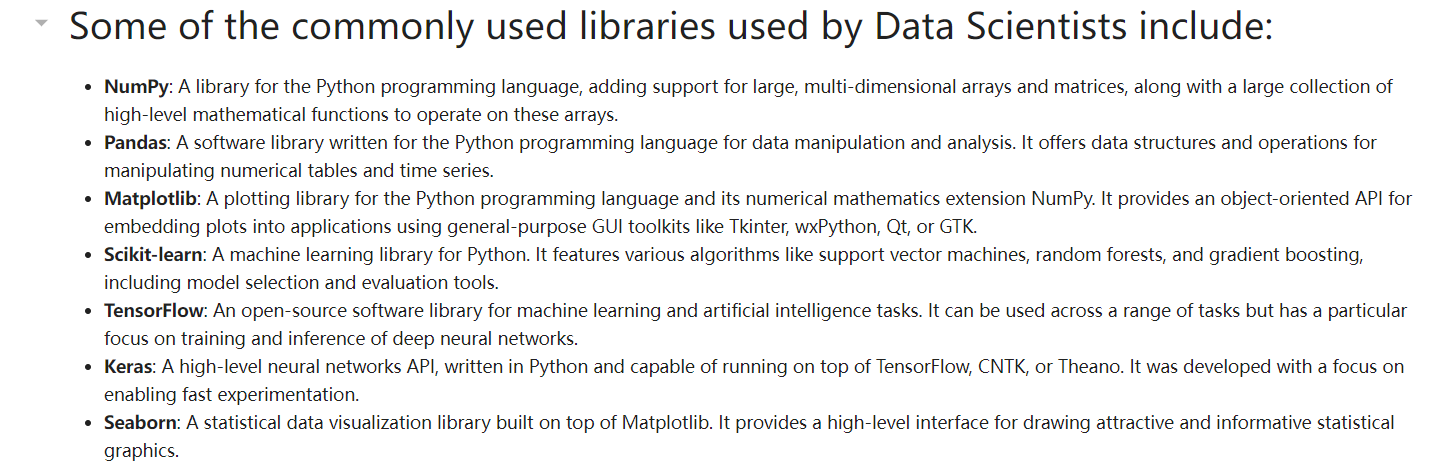 Some of the commonly used libraries used by Data Scientists include:
NumPy: A library for the Python programming language, adding support for large, multi-dimensional arrays and matrices, along with a large collection of
high-level mathematical functions to operate on these arrays.
Pandas: A software library written for the Python programming language for data manipulation and analysis. It offers data structures and operations for
manipulating numerical tables and time series.
Matplotlib: A plotting library for the Python programming language and its numerical mathematics extension NumPy. It provides an object-oriented API for
embedding plots into applications using general-purpose GUI toolkits like Tkinter, wxPython, Qt, or GTK.
Scikit-learn: A machine learning library for Python. It features various algorithms like support vector machines, random forests, and gradient boosting,
including model selection and evaluation tools.
TensorFlow: An open-source software library for machine learning and artificial intelligence tasks. It can be used across a range of tasks but has a particular
focus on training and inference of deep neural networks.
Keras: A high-level neural networks API, written in Python and capable of running on top of TensorFlow, CNTK, or Theano. It was developed with a focus on
enabling fast experimentation.
Seaborn: A statistical data visualization library built on top of Matplotlib. It provides a high-level interface for drawing attractive and informative statistical
graphics.